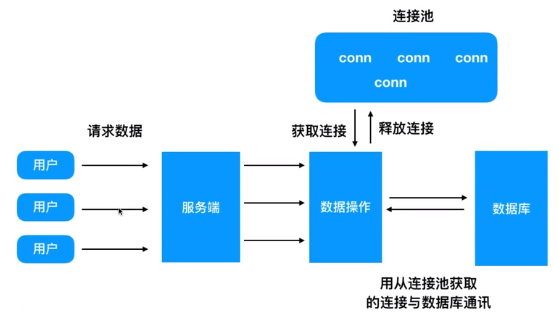 连接池
conn conn conn
conn
请求数据
获取连接
释放连接
用户
用户
用户
服务端
数据操作
数据库
用从连接池获取
的连接与数据库通讯